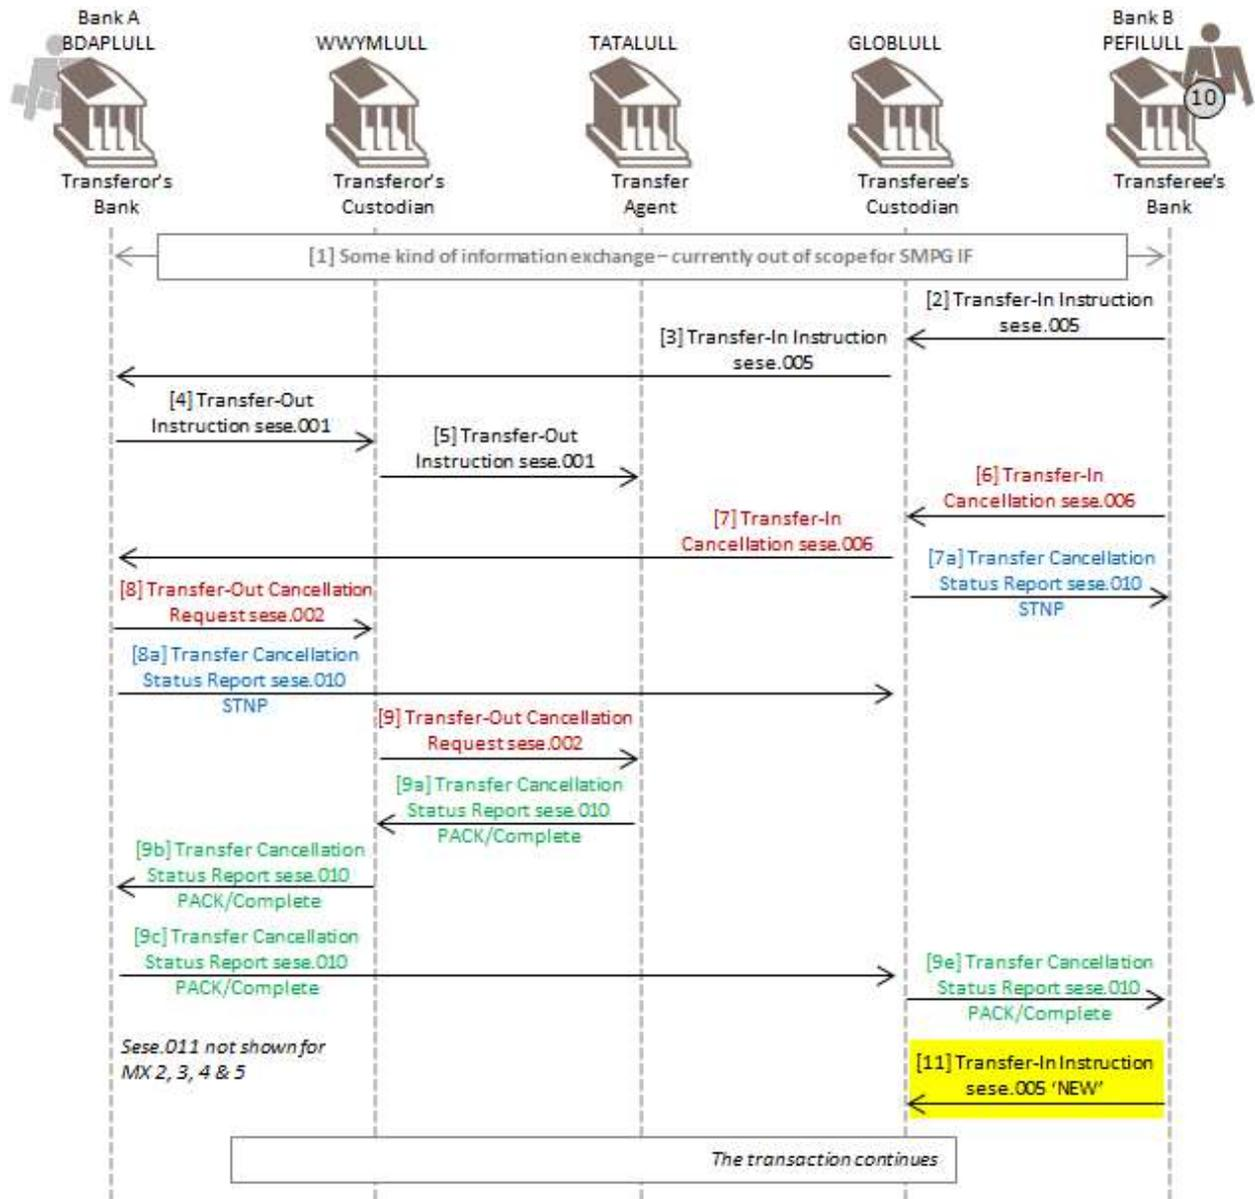 Bank A
BDAPLULL
WWYMLULL
TATALULL
GLOBLULL
Bank B
PEFILULL
10
Transferor's
Bank
Transferor's
Custodian
Transfer
Agent
Transferee's
Custodian
Transferee's
Bank
[1] Some kind of information exchange – currently out of scope for SMPG IF
[2] Transfer-In Instruction
sese.005
[3] Transfer-In Instruction
sese.005
[4] Transfer-Out
Instruction sese.001
[5] Transfer-Out
Instruction sese.001
[6] Transfer-In
Cancellation sese.006
[7] Transfer-In
Cancellation sese.006
[7a] Transfer Cancellation
Status Report sese.010
STNP
[8] Transfer-Out Cancellation
Request sese.002
[8a] Transfer Cancellation
Status Report sese.010
STNP
[9] Transfer-Out Cancellation
Request sese.002
[9a] Transfer Cancellation
Status Report sese.010
PACK/Complete
[9b] Transfer Cancellation
Status Report sese.010
PACK/Complete
[9c] Transfer Cancellation
Status Report sese.010
PACK/Complete
[9e] Transfer Cancellation
Status Report sese.010
PACK/Complete
Sese.011 not shown for
MX 2, 3, 4 & 5
[11] Transfer-In Instruction
sese.005 ‘NEW’
The transaction continues